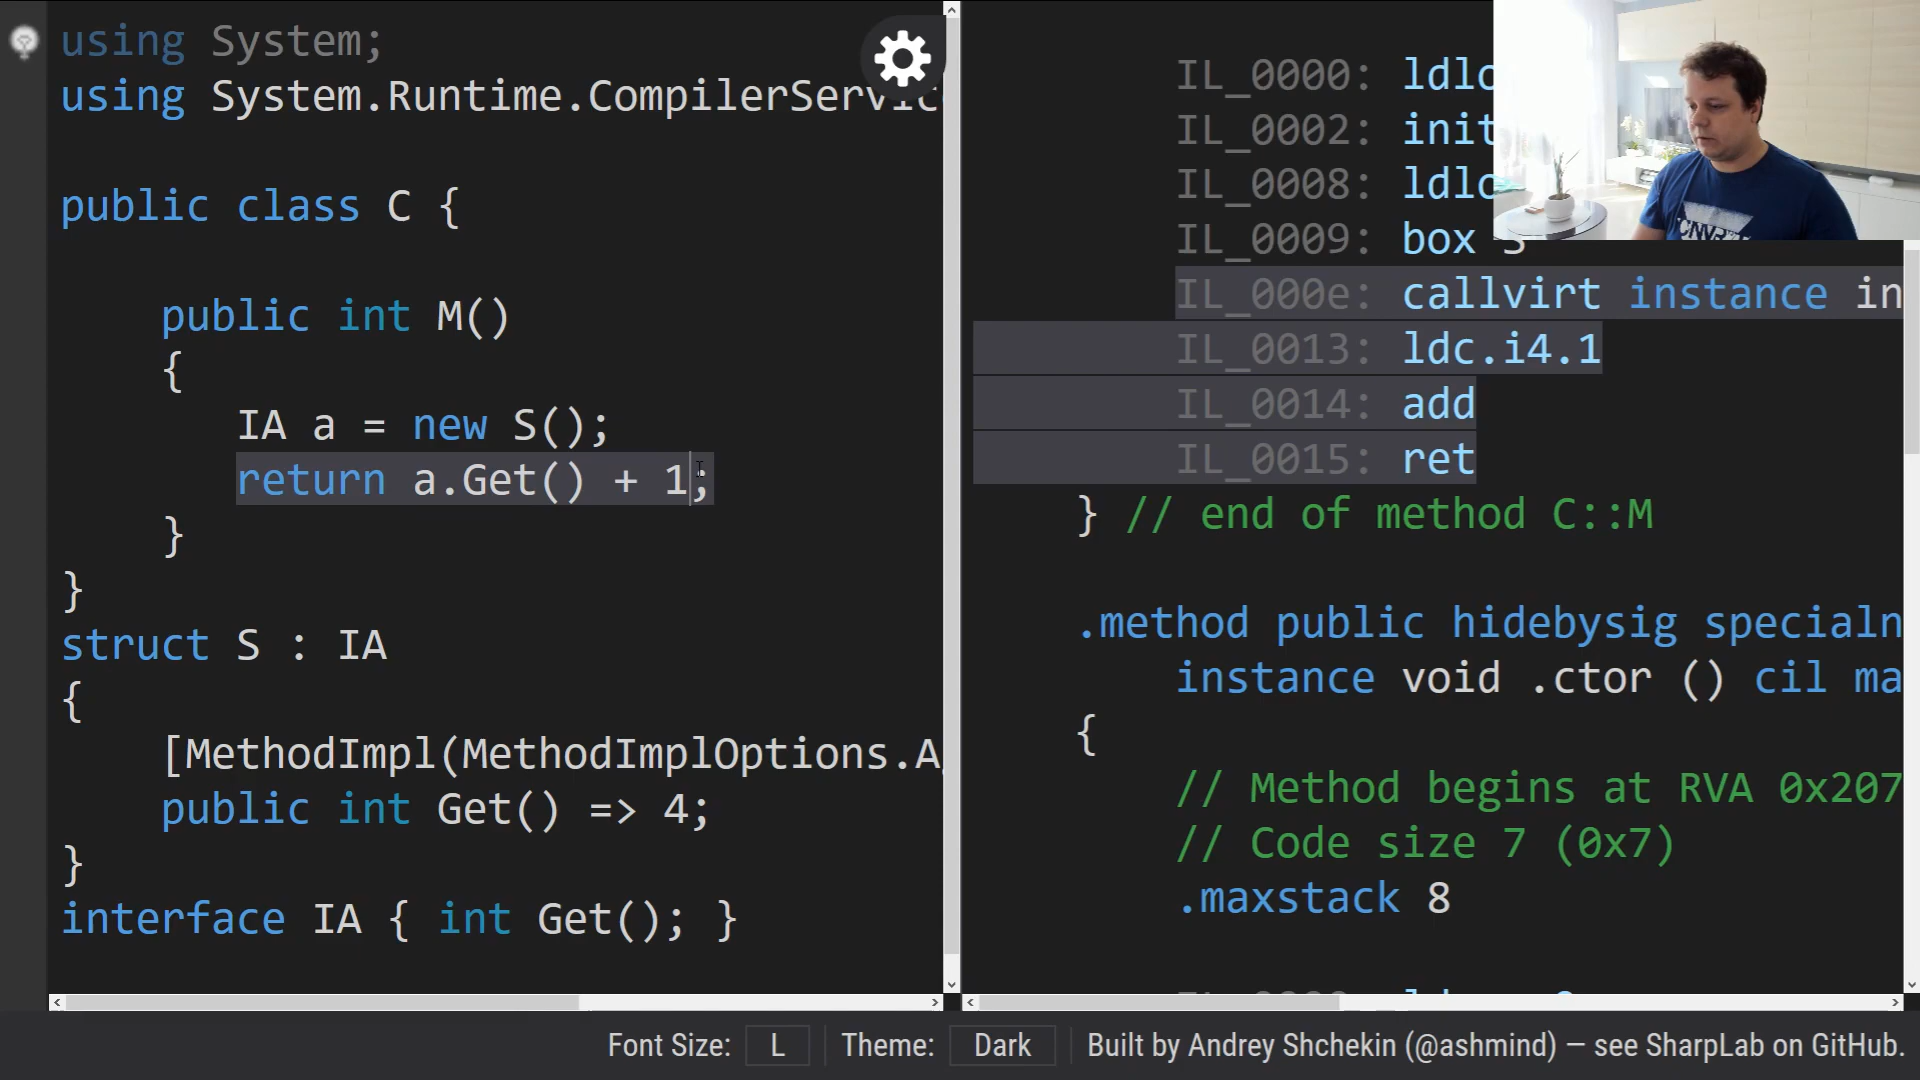 using System;
using System.Runtime.CompilerServic
public class C {
public int M()
{
IA a = new S();
return a.Get() + 1;
}
}
struct S : IA
{
[MethodImpl(MethodImplOptions.A
public int Get() => 4;
}
interface IA { int Get(); }
IL_0000: ldlo
IL_0002: init
IL_0008: ldlo
IL_0009: box S
IL_000e: callvirt instance in
IL_0013: ldc.i4.1
IL_0014: add
IL_0015: ret
} // end of method C::M
.method public hidebysig specialn
instance void .ctor () cil ma
{
// Method begins at RVA 0x207
// Code size 7 (0x7)
.maxstack 8
Font Size: L Theme: Dark Built by Andrey Shchekin (@ashmind) — see SharpLab on GitHub.